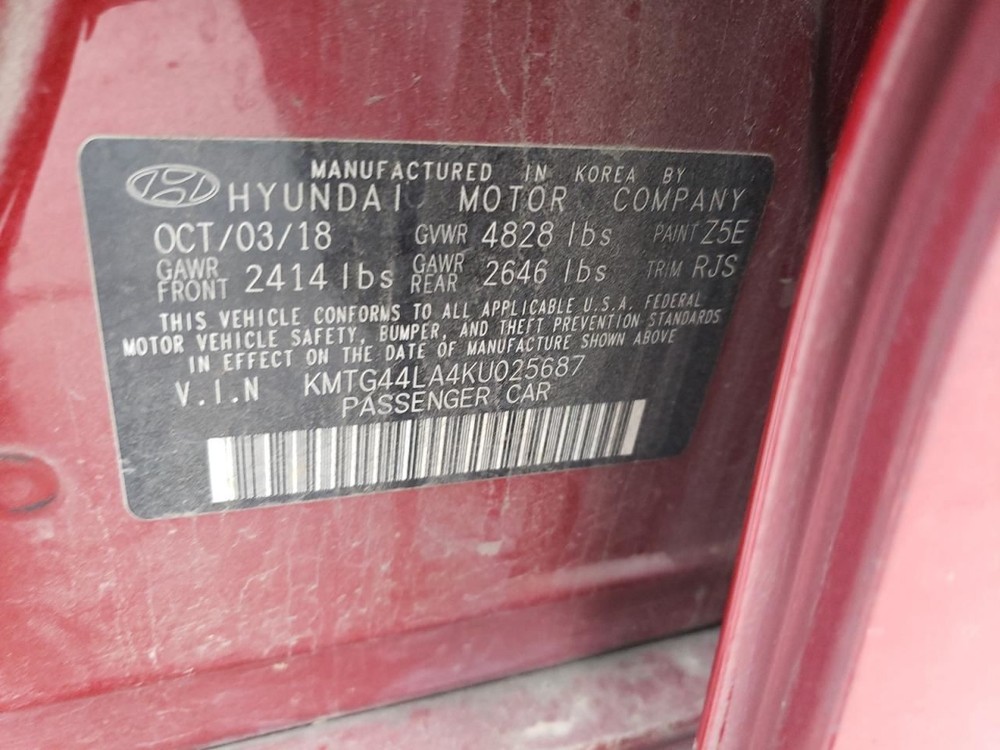 MANUFACTURED IN KOREA BY
HYUNDAI MOTOR COMPANY
OCT/03/18 GVWR 4828 lbs PAINT Z5E
GAWR FRONT 2414 lbs GAWR REAR 2646 lbs TRIM RJS
THIS VEHICLE CONFORMS TO ALL APPLICABLE U.S.A. FEDERAL
MOTOR VEHICLE SAFETY, BUMPER, AND THEFT PREVENTION STANDARDS
IN EFFECT ON THE DATE OF MANUFACTURE SHOWN ABOVE
V.I.N KMTG44LA4KU025687
PASSENGER CAR